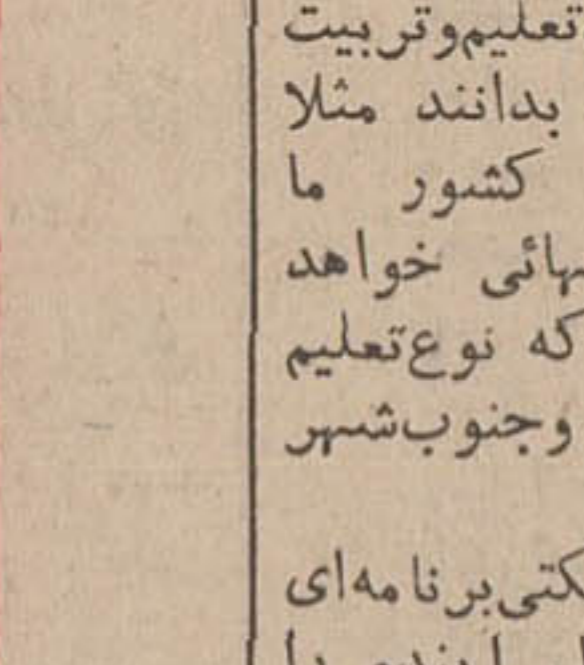 تعلیم‌وتربیت
بدانند مثلا
کشور ما
خواهد
که نوع‌تعلیم
وجنوب‌شهر
برنامه‌ای